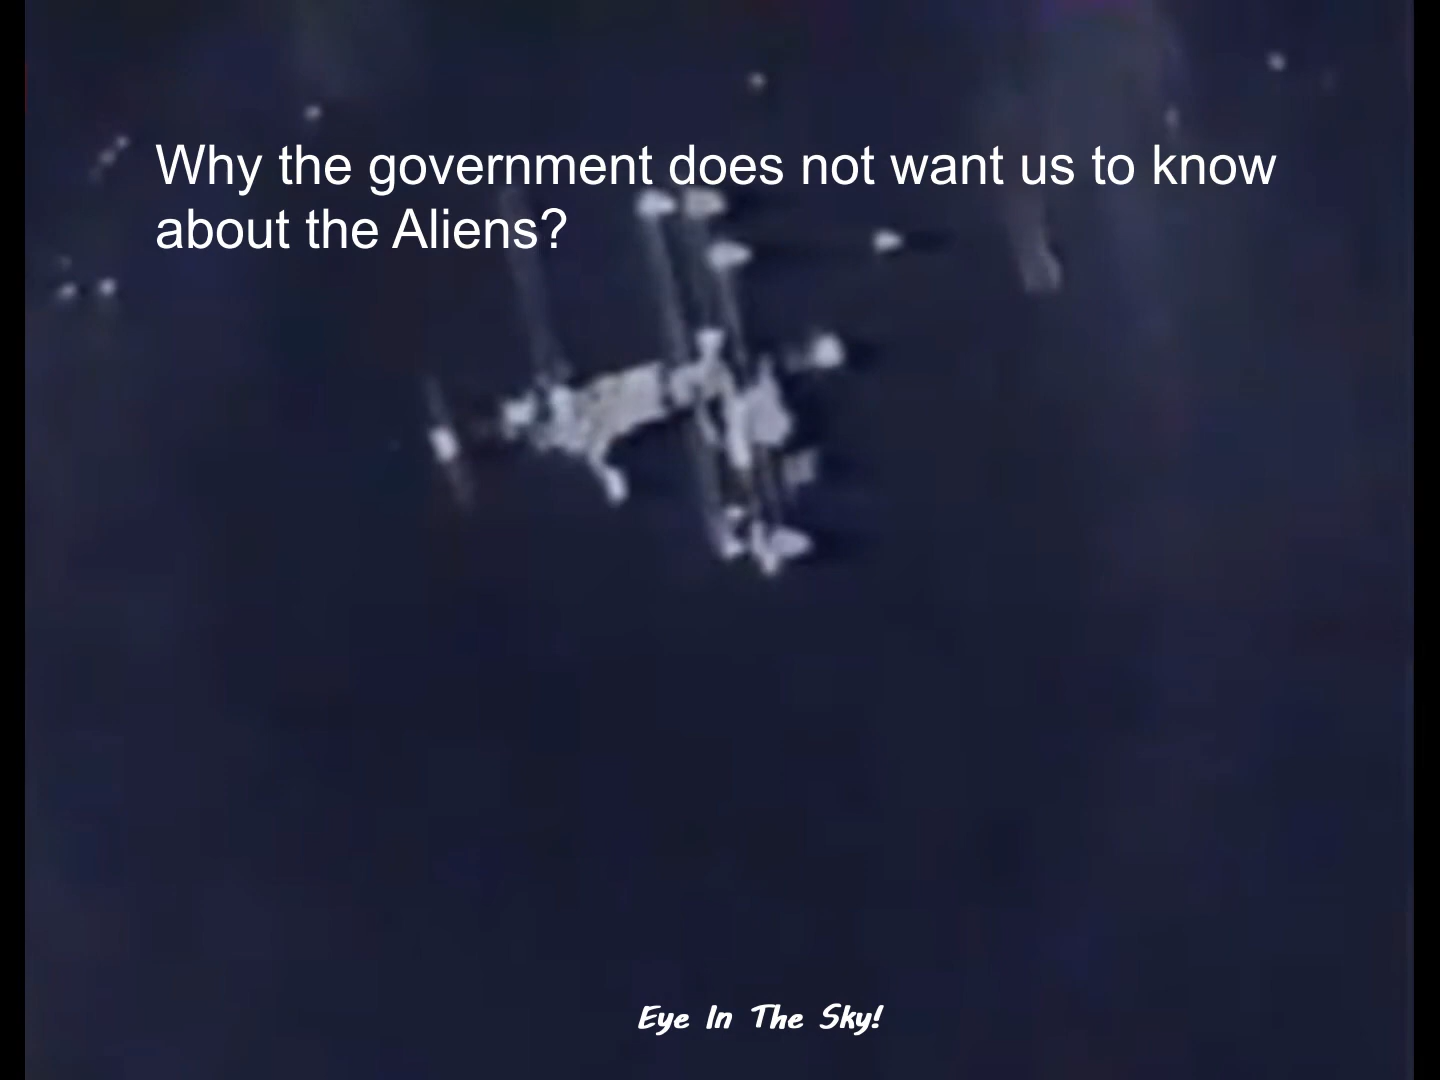 Why the government does not want us to know
about the Aliens?
Eye In The Sky!